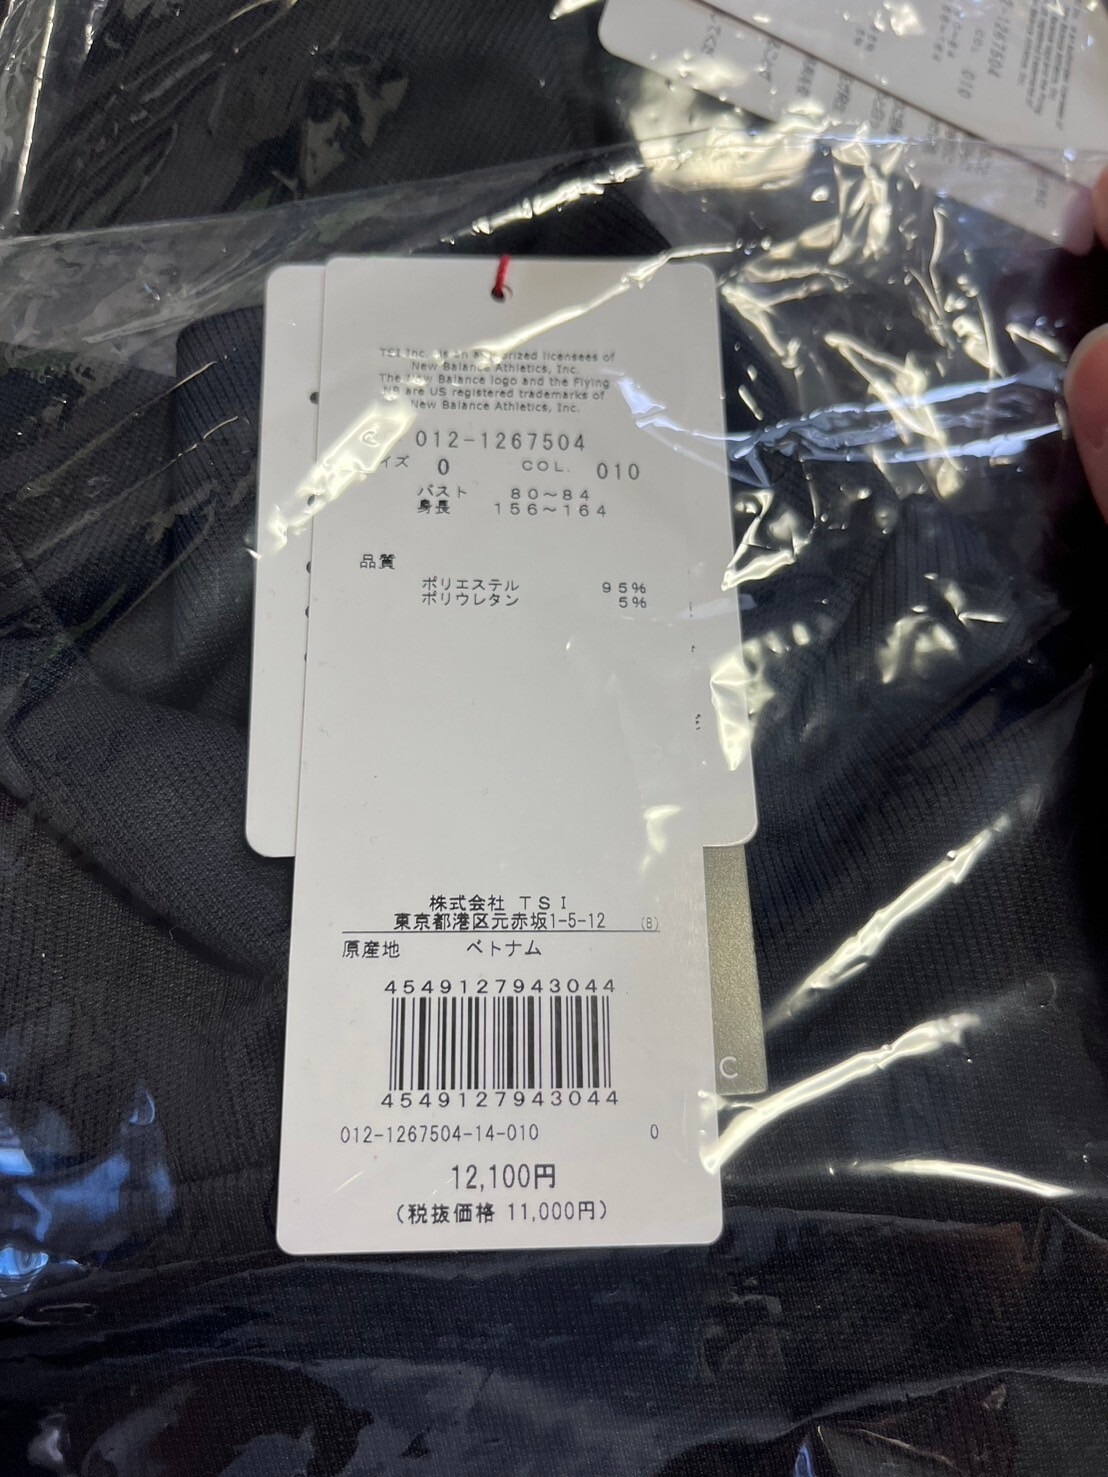 TSI Inc. is an authorized licensees of
New Balance Athletics, Inc.
The New Balance logo and the Flying
NB are US registered trademarks of
New Balance Athletics, Inc.
012-1267504
イズ 0 COL. 010
バスト 80~84
身長 156~164
品質
ポリエステル 95%
ポリウレタン 5%
株式会社 TSI
東京都港区元赤坂1-5-12 (B)
原産地 ベトナム
4549127943044
4549127943044
012-1267504-14-010 0
12,100円
(税抜価格 11,000円)
C